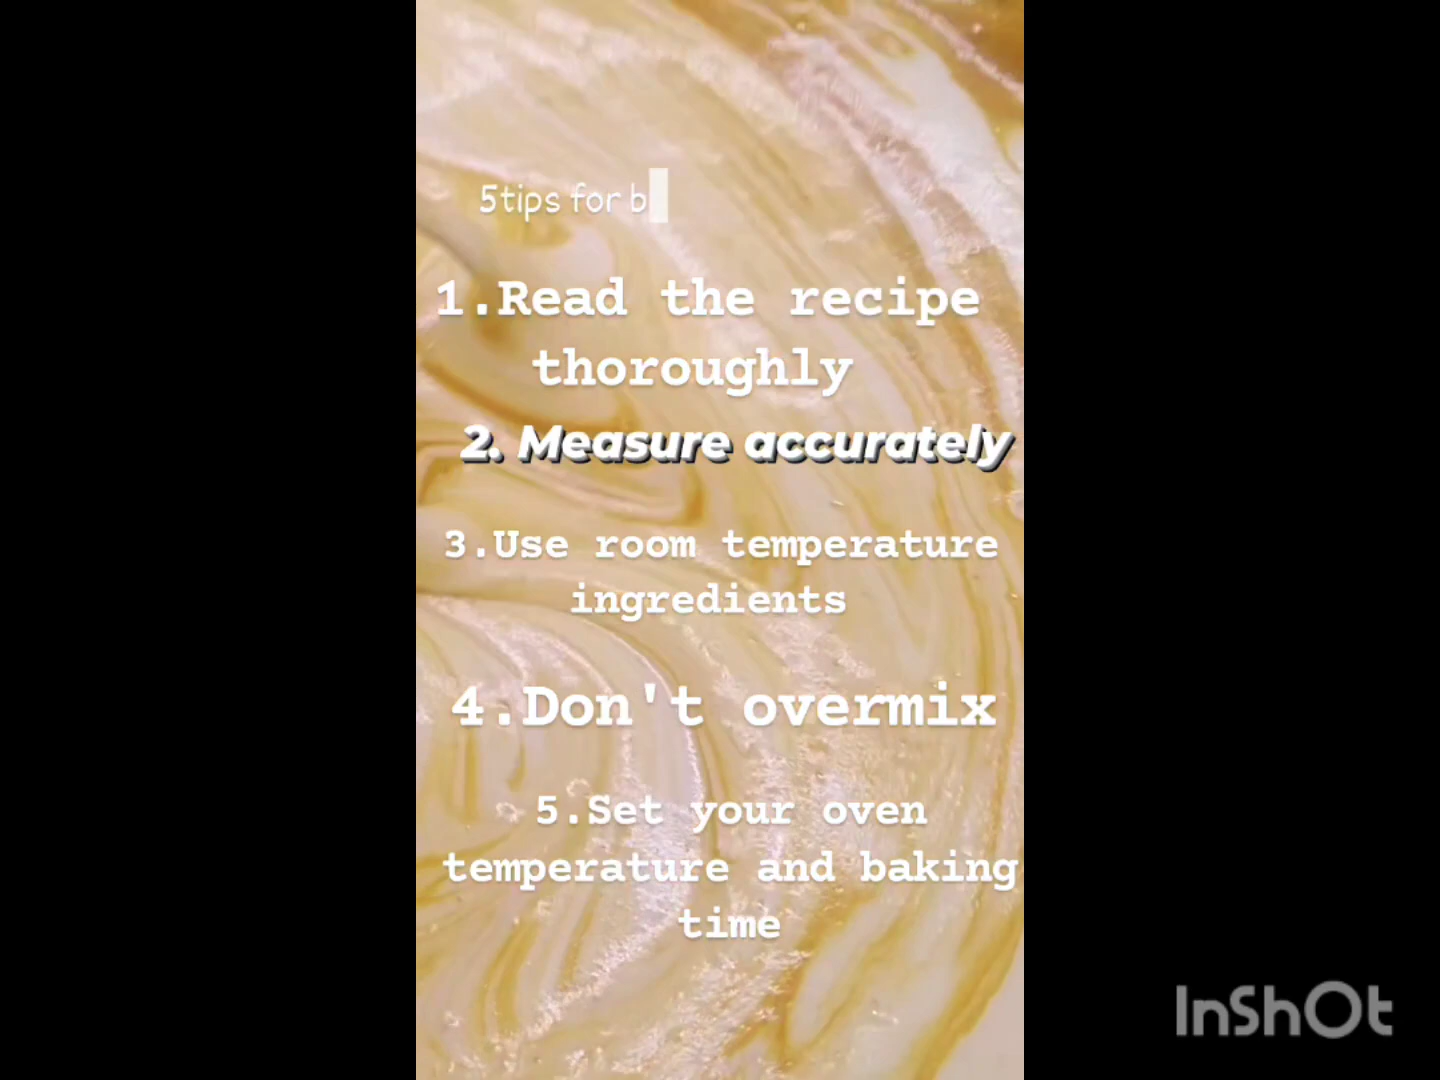 5tips for b
1.Read the recipe
thoroughly
2. Measure accurately
3.Use room temperature
ingredients
4.Don't overmix
5.Set your oven
temperature and baking
time
InShOt